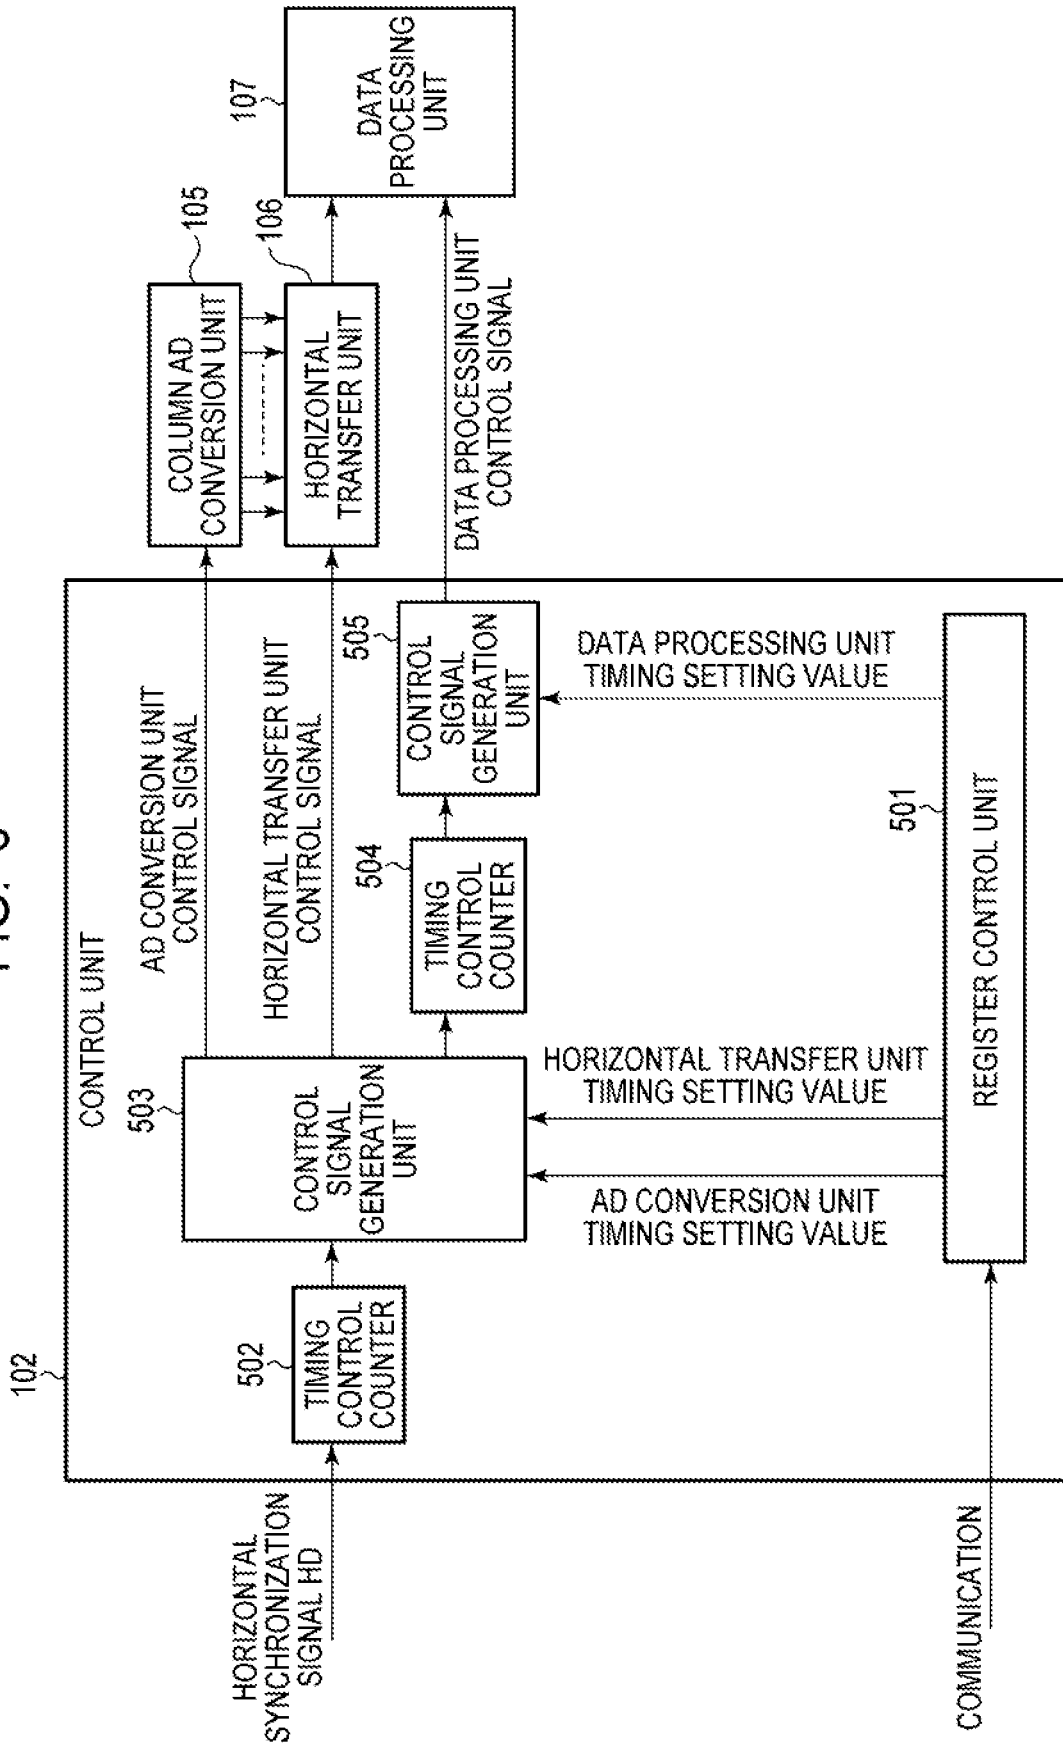 CONTROL UNIT
102
HORIZONTAL
SYNCHRONIZATION
SIGNAL HD
502
TIMING
CONTROL
COUNTER
503
CONTROL
SIGNAL
GENERATION
UNIT
AD CONVERSION UNIT
CONTROL SIGNAL
HORIZONTAL TRANSFER UNIT
CONTROL SIGNAL
504
TIMING
CONTROL
COUNTER
505
CONTROL
SIGNAL
GENERATION
UNIT
COLUMN AD
CONVERSION UNIT
105
HORIZONTAL
TRANSFER UNIT
106
107
DATA
PROCESSING
UNIT
DATA PROCESSING UNIT
CONTROL SIGNAL
AD CONVERSION UNIT
TIMING SETTING VALUE
HORIZONTAL TRANSFER UNIT
TIMING SETTING VALUE
DATA PROCESSING UNIT
TIMING SETTING VALUE
501
REGISTER CONTROL UNIT
COMMUNICATION